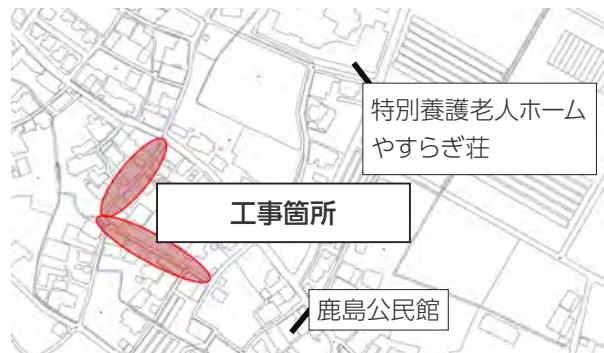 特別養護老人ホーム
やすらぎ荘
工事箇所
鹿島公民館